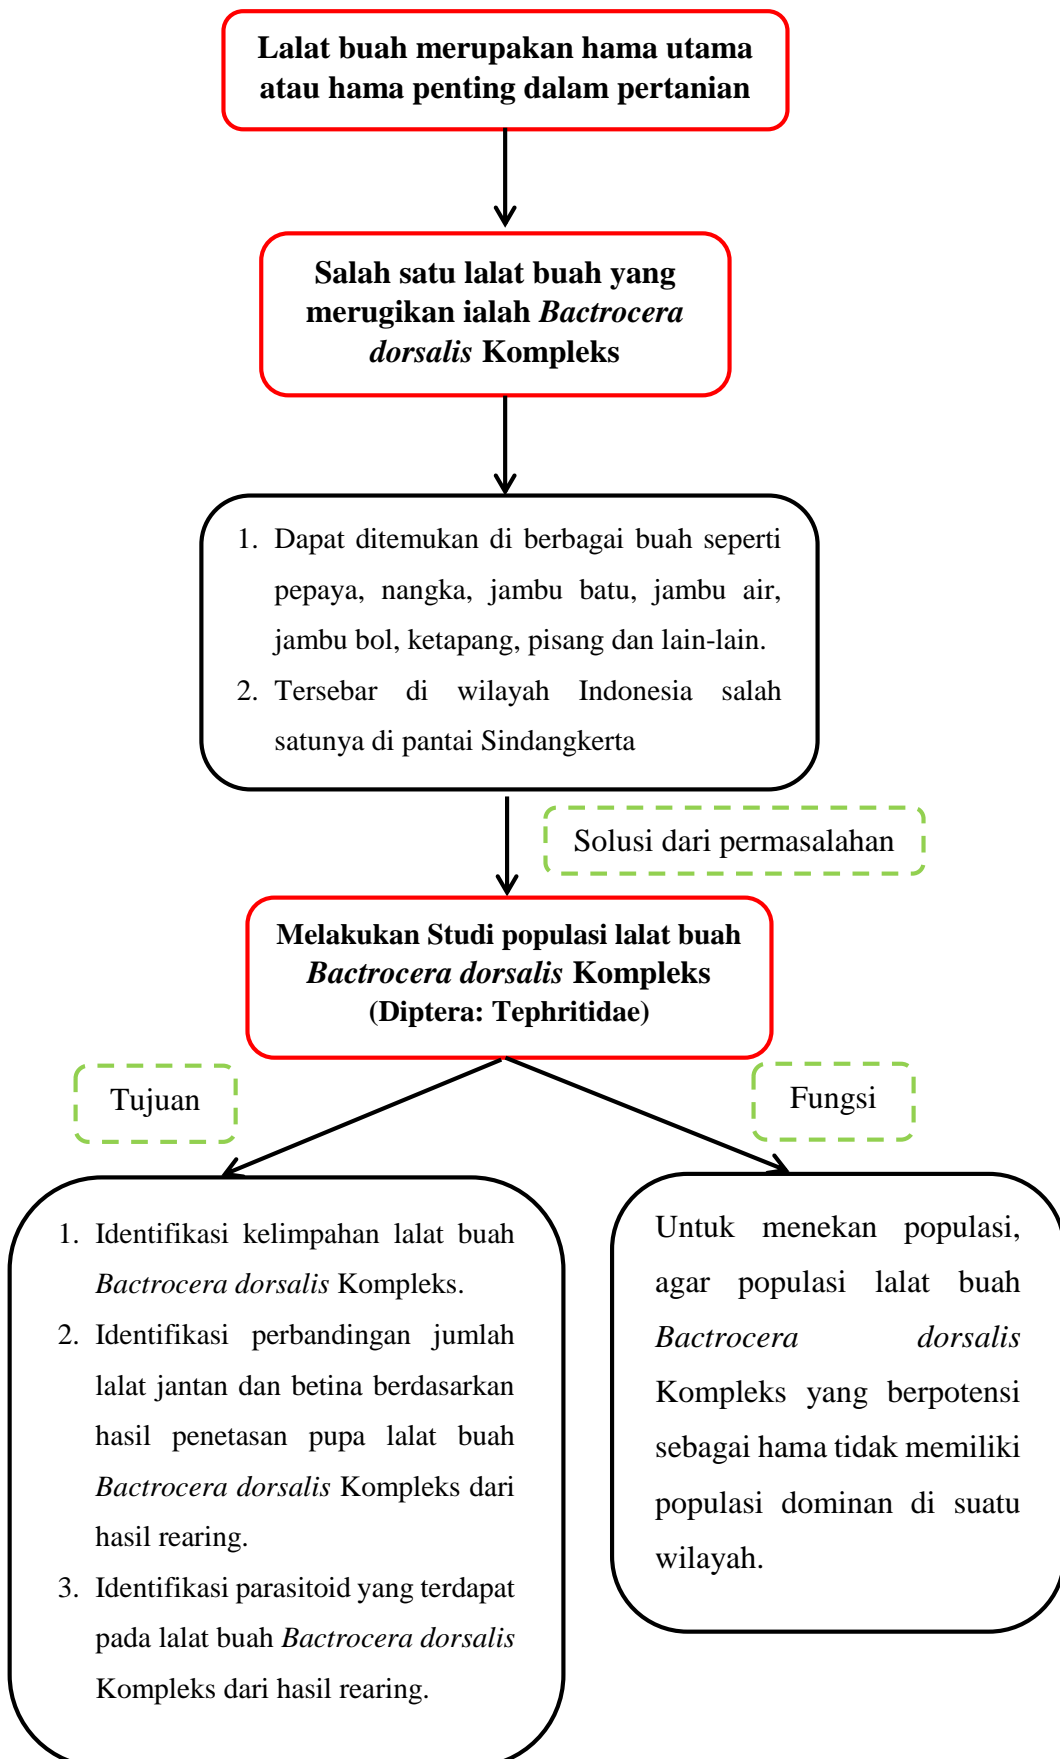 Lalat buah merupakan hama utama
atau hama penting dalam pertanian
Salah satu lalat buah yang
merugikan ialah Bactrocera
dorsalis Kompleks
1. Dapat ditemukan di berbagai buah seperti
pepaya, nangka, jambu batu, jambu air,
jambu bol, ketapang, pisang dan lain-lain.
2. Tersebar di wilayah Indonesia salah
satunya di pantai Sindangkerta
Solusi dari permasalahan
Melakukan Studi populasi lalat buah
Bactrocera dorsalis Kompleks
(Diptera: Tephritidae)
Tujuan
Fungsi
1. Identifikasi kelimpahan lalat buah
Bactrocera dorsalis Kompleks.
2. Identifikasi perbandingan jumlah
lalat jantan dan betina berdasarkan
hasil penetasan pupa lalat buah
Bactrocera dorsalis Kompleks dari
hasil rearing.
3. Identifikasi parasitoid yang terdapat
pada lalat buah Bactrocera dorsalis
Kompleks dari hasil rearing.
Untuk menekan populasi,
agar populasi lalat buah
Bactrocera dorsalis
Kompleks yang berpotensi
sebagai hama tidak memiliki
populasi dominan di suatu
wilayah.